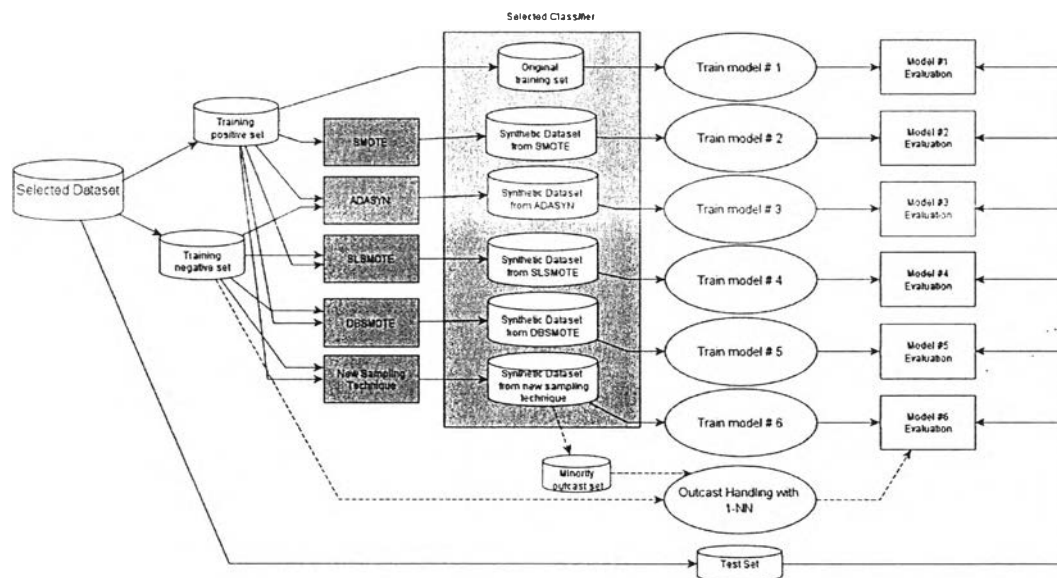 Selected Classifier
Original
training set
Train model # 1
Model #1
Evaluation
Training
positive set
SMOTE
Synthetic Dataset
from SMOTE
Train model # 2
Model #2
Evaluation
Selected Dataset
ADASYN
Synthetic Dataset
from ADASYN
Train model # 3
Model #3
Evaluation
Training
negative set
SLSMOTE
Synthetic Dataset
from SLSMOTE
Train model # 4
Model #4
Evaluation
DBSMOTE
Synthetic Dataset
from DBSMOTE
Train model # 5
Model #5
Evaluation
New Sampling
Technique
Synthetic Dataset
from new sampling
technique
Train model # 6
Model #6
Evaluation
Minority
outcast set
Outcast Handling with
1-NN
Test Set